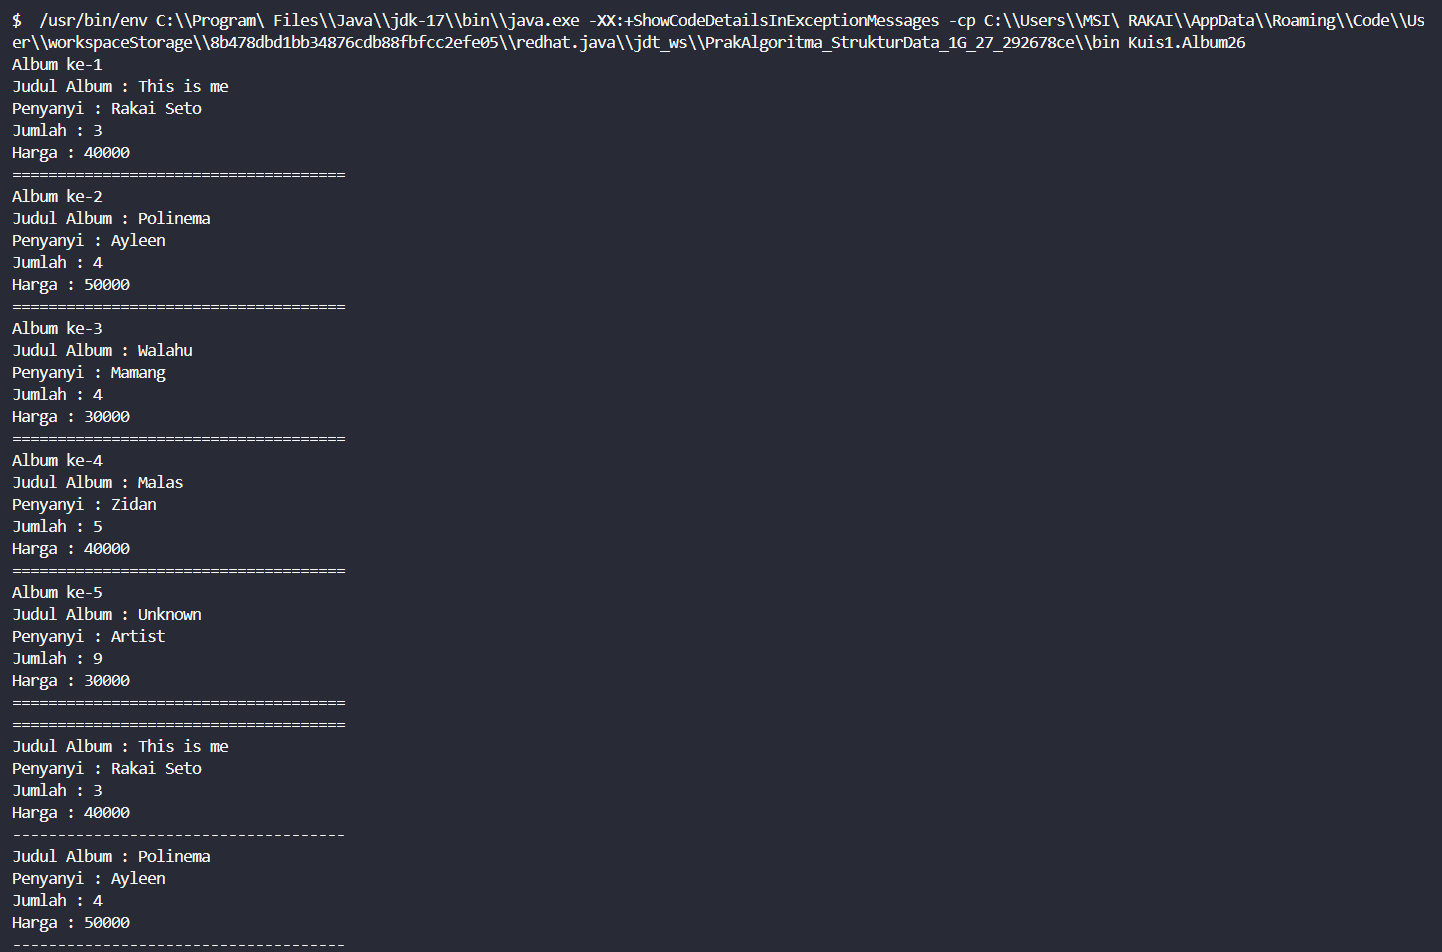 $  /usr/bin/env C:\\Program\ Files\\Java\\jdk-17\\bin\\java.exe -XX:+ShowCodeDetailsInExceptionMessages -cp C:\\Users\\MSI\ RAKAI\\AppData\\Roaming\\Code\\Us
er\\workspaceStorage\\8b478dbd1bb34876cdb88fbfcc2efe05\\redhat.java\\jdt_ws\\PrakAlgoritma_StrukturData_1G_27_292678ce\\bin Kuis1.Album26
Album ke-1
Judul Album : This is me
Penyanyi : Rakai Seto
Jumlah : 3
Harga : 40000
=====================================
Album ke-2
Judul Album : Polinema
Penyanyi : Ayleen
Jumlah : 4
Harga : 50000
=====================================
Album ke-3
Judul Album : Walahu
Penyanyi : Mamang
Jumlah : 4
Harga : 30000
=====================================
Album ke-4
Judul Album : Malas
Penyanyi : Zidan
Jumlah : 5
Harga : 40000
=====================================
Album ke-5
Judul Album : Unknown
Penyanyi : Artist
Jumlah : 9
Harga : 30000
=====================================
=====================================
Judul Album : This is me
Penyanyi : Rakai Seto
Jumlah : 3
Harga : 40000
-------------------------------------
Judul Album : Polinema
Penyanyi : Ayleen
Jumlah : 4
Harga : 50000
-------------------------------------